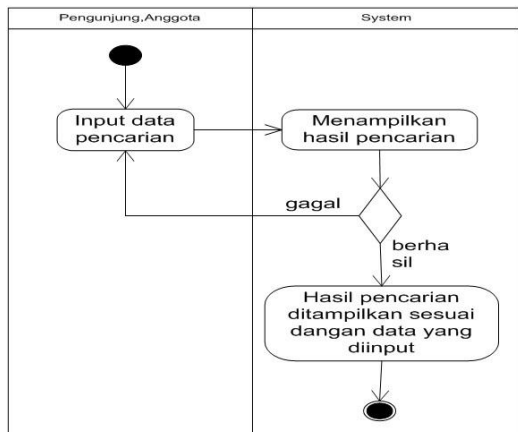 Pengunjung,Anggota
System
Input data
pencarian
Menampilkan
hasil pencarian
gagal
berha
sil
Hasil pencarian
ditampilkan sesuai
dangan data yang
diinput